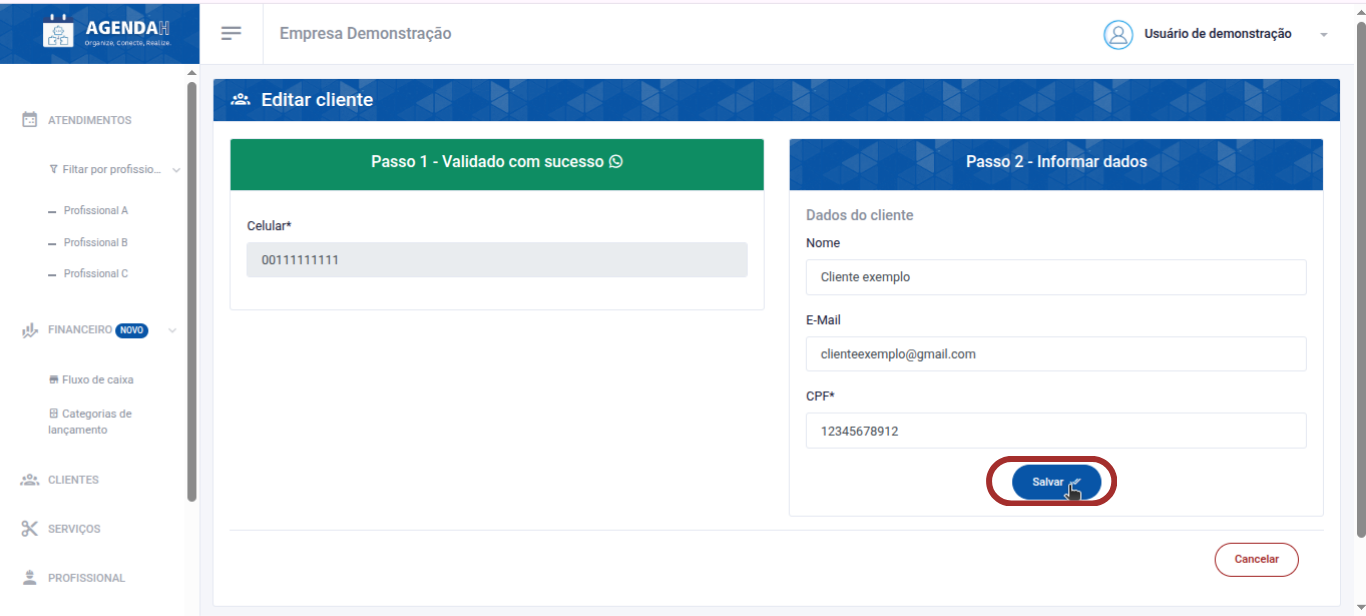 AGENDAH
Organize, Conecte, Realize.
Empresa Demonstração
Usuário de demonstração
ATENDIMENTOS
Filtar por profissio...
Profissional A
Profissional B
Profissional C
FINANCEIRO NOVO
Fluxo de caixa
Categorias de
lançamento
CLIENTES
SERVIÇOS
PROFISSIONAL
Editar cliente
Passo 1 - Validado com sucesso
Celular*
00111111111
Passo 2 - Informar dados
Dados do cliente
Nome
Cliente exemplo
E-Mail
clienteexemplo@gmail.com
CPF*
12345678912
Salvar
Cancelar